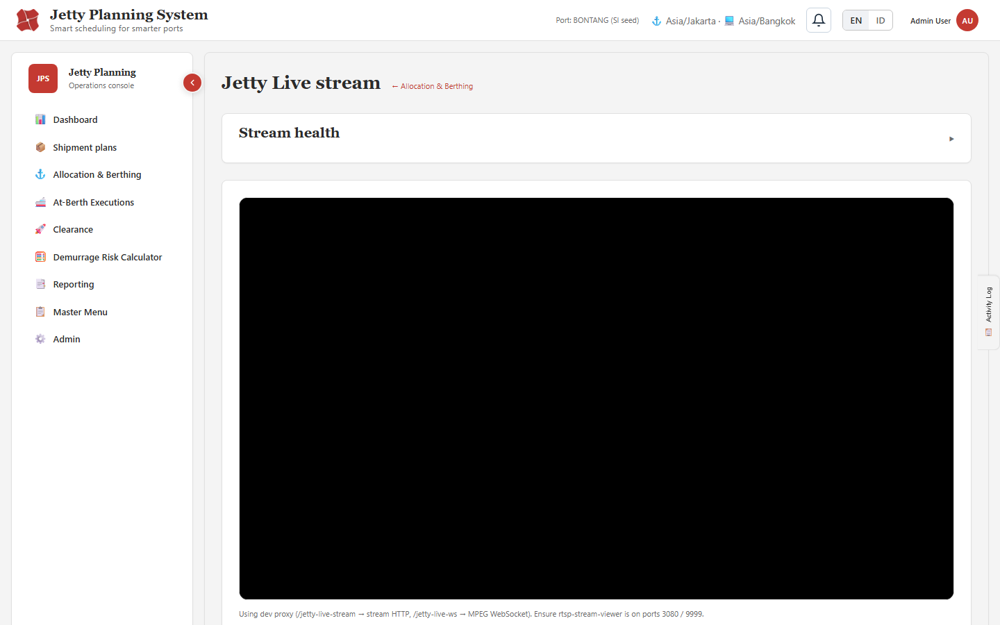 Jetty Planning System
Smart scheduling for smarter ports
Port: BONTANG (SI seed)
Asia/Jakarta · Asia/Bangkok
EN ID
Admin User
AU
JPS
Jetty Planning
Operations console
Dashboard
Shipment plans
Allocation & Berthing
At-Berth Executions
Clearance
Demurrage Risk Calculator
Reporting
Master Menu
Admin
Jetty Live stream
← Allocation & Berthing
Stream health
Using dev proxy (/jetty-live-stream → stream HTTP, /jetty-live-ws → MPEG WebSocket). Ensure rtsp-stream-viewer is on ports 3080 / 9999.
Activity Log